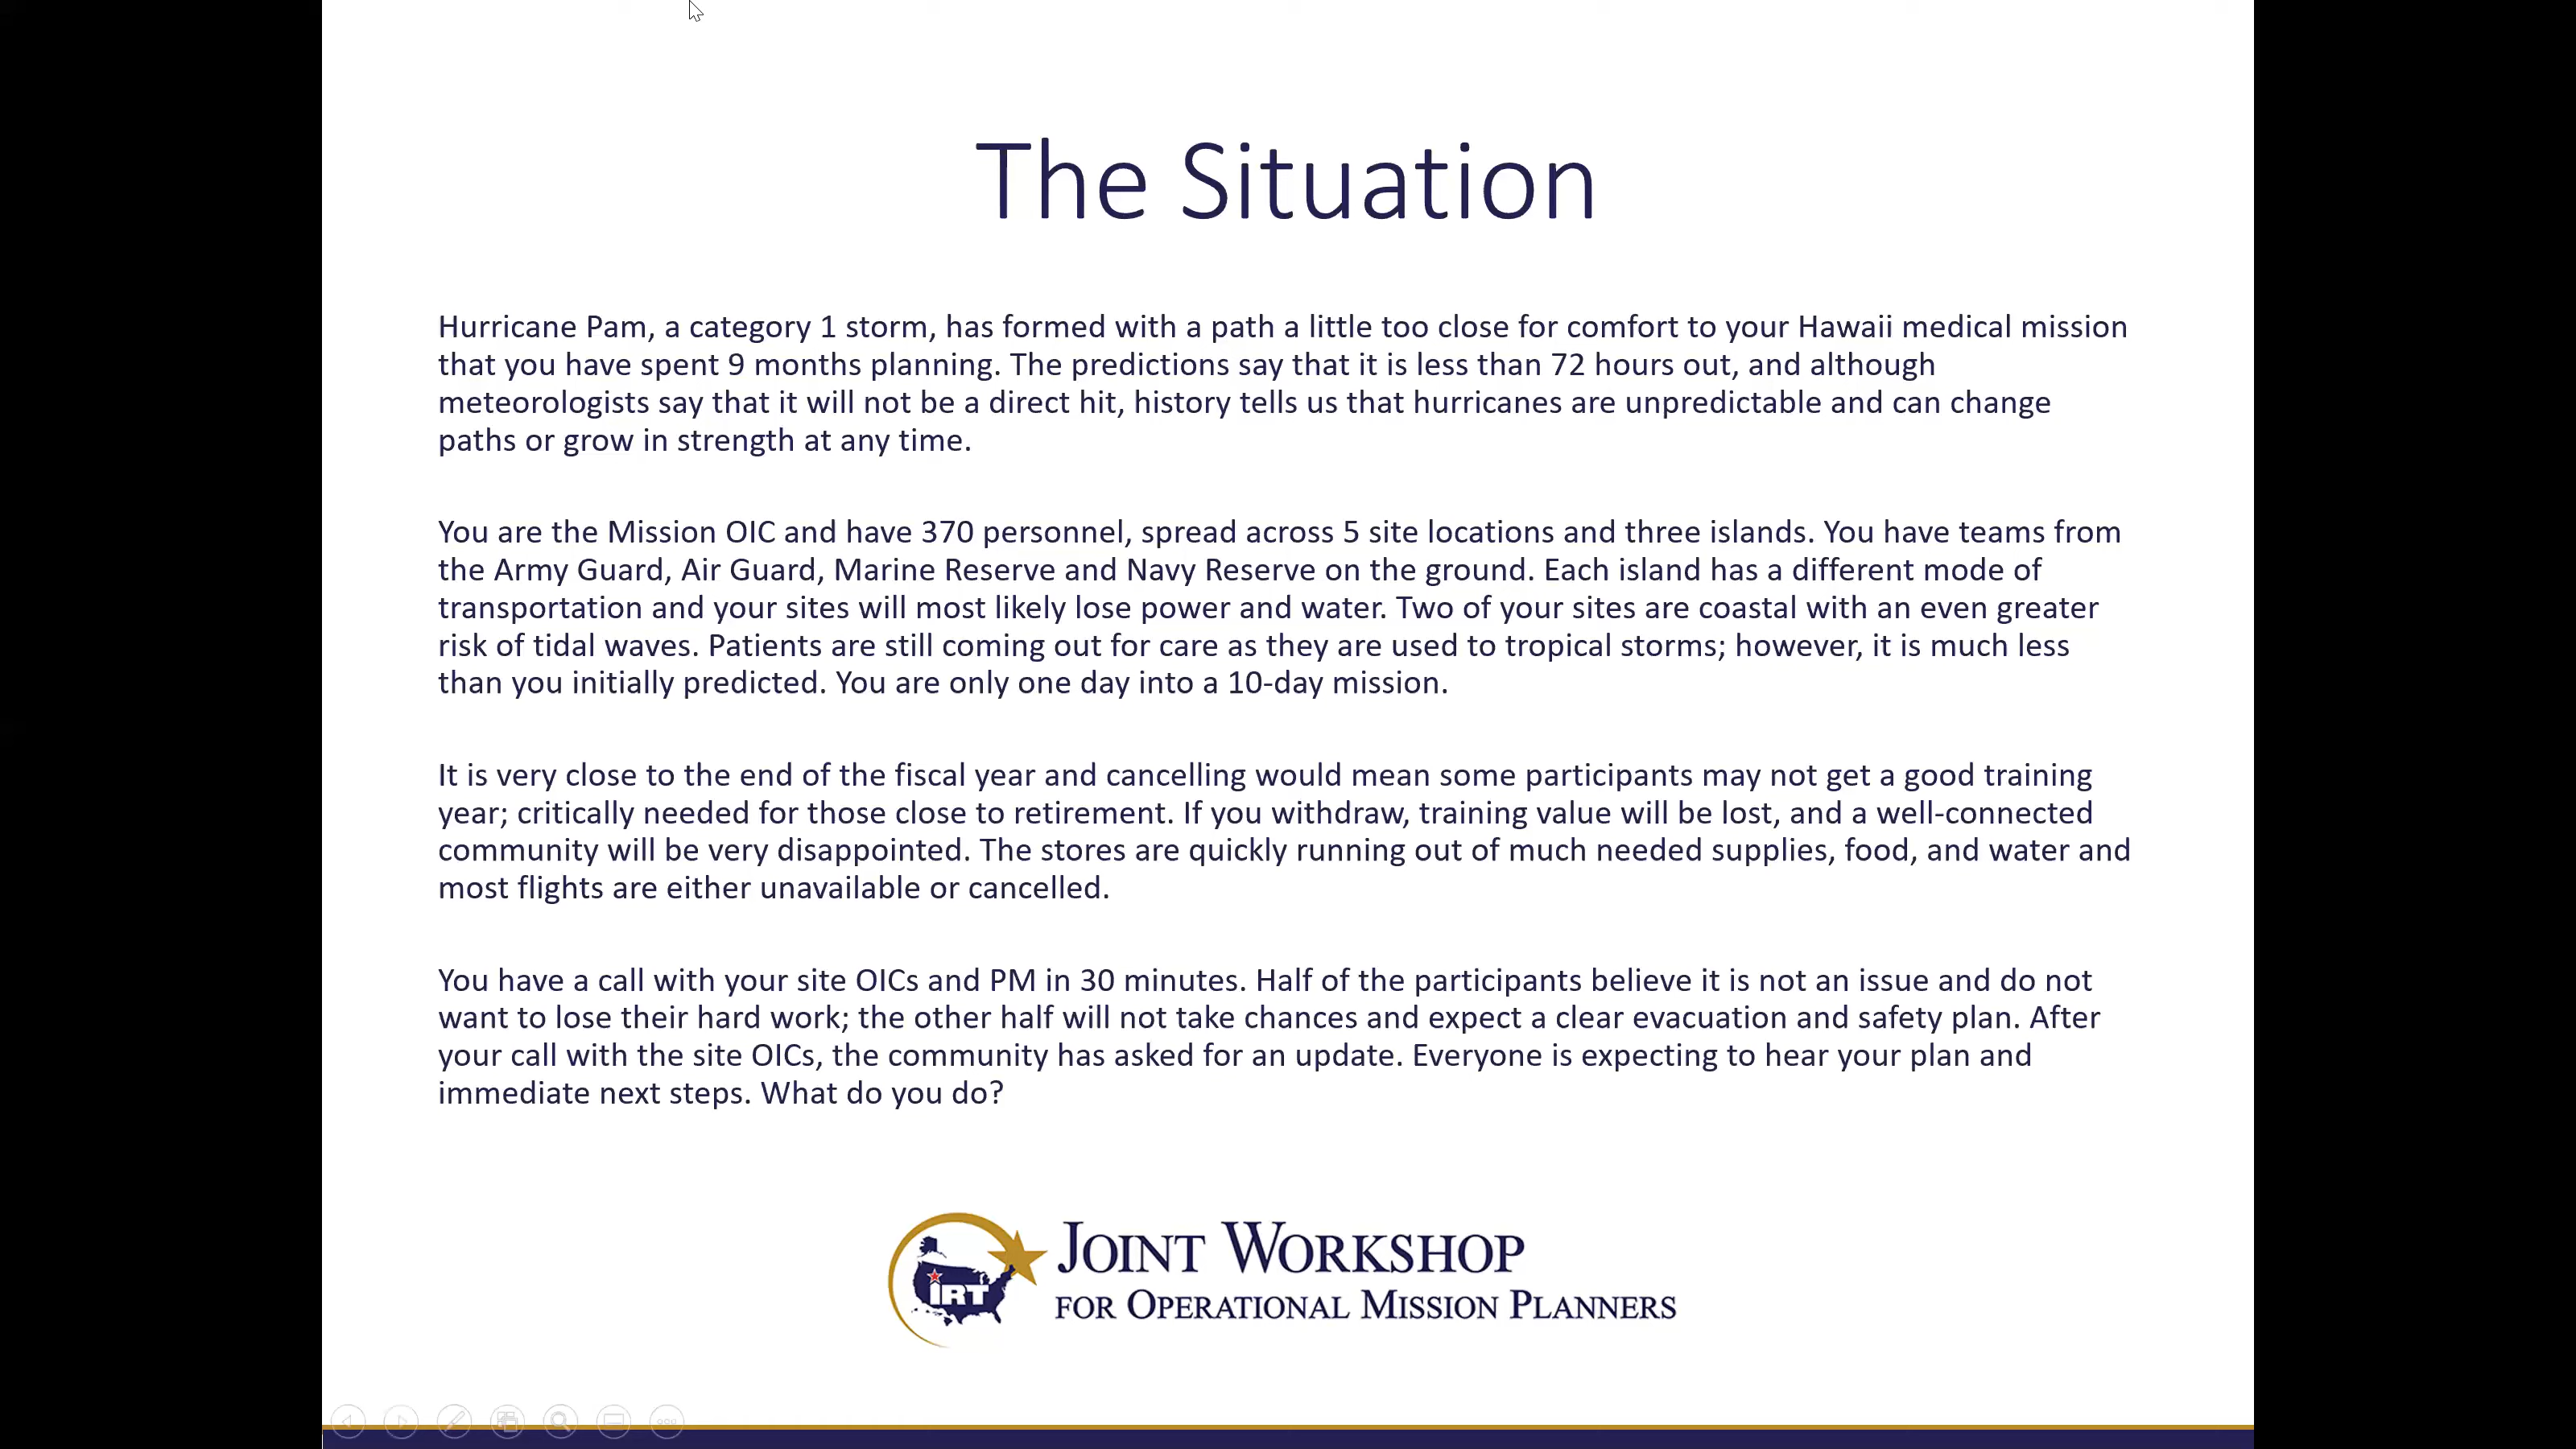 The Situation
Hurricane Pam, a category 1 storm, has formed with a path a little too close for comfort to your Hawaii medical mission
that you have spent 9 months planning. The predictions say that it is less than 72 hours out, and although
meteorologists say that it will not be a direct hit, history tells us that hurricanes are unpredictable and can change
paths or grow in strength at any time.
You are the Mission OIC and have 370 personnel, spread across 5 site locations and three islands. You have teams from
the Army Guard, Air Guard, Marine Reserve and Navy Reserve on the ground. Each island has a different mode of
transportation and your sites will most likely lose power and water. Two of your sites are coastal with an even greater
risk of tidal waves. Patients are still coming out for care as they are used to tropical storms; however, it is much less
than you initially predicted. You are only one day into a 10-day mission.
It is very close to the end of the fiscal year and cancelling would mean some participants may not get a good training
year; critically needed for those close to retirement. If you withdraw, training value will be lost, and a well-connected
community will be very disappointed. The stores are quickly running out of much needed supplies, food, and water and
most flights are either unavailable or cancelled.
You have a call with your site OICs and PM in 30 minutes. Half of the participants believe it is not an issue and do not
want to lose their hard work; the other half will not take chances and expect a clear evacuation and safety plan. After
your call with the site OICs, the community has asked for an update. Everyone is expecting to hear your plan and
immediate next steps. What do you do?
IRT
JOINT WORKSHOP
FOR OPERATIONAL MISSION PLANNERS